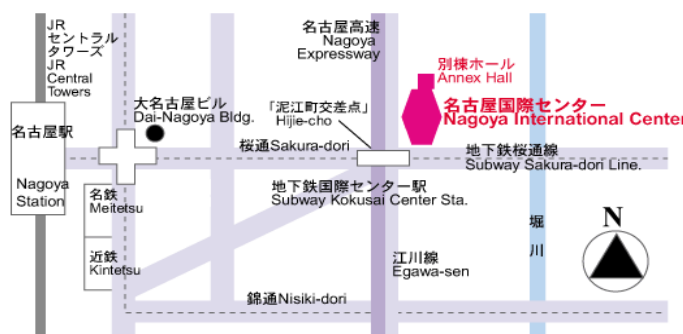 JR
セントラル
タワーズ
JR
Central
Towers
名古屋高速
Nagoya
Expressway
別棟ホール
Annex Hall
大名古屋ビル
Dai-Nagoya Bldg.
「泥江町交差点」
Hijie-cho
名古屋国際センター
Nagoya International Center
名古屋駅
桜通Sakura-dori
地下鉄桜通線
Subway Sakura-dori Line.
Nagoya
Station
名鉄
Meitetsu
地下鉄国際センター駅
Subway Kokusai Center Sta.
近鉄
Kintetsu
江川線
Egawa-sen
堀川
N
錦通Nisiki-dori